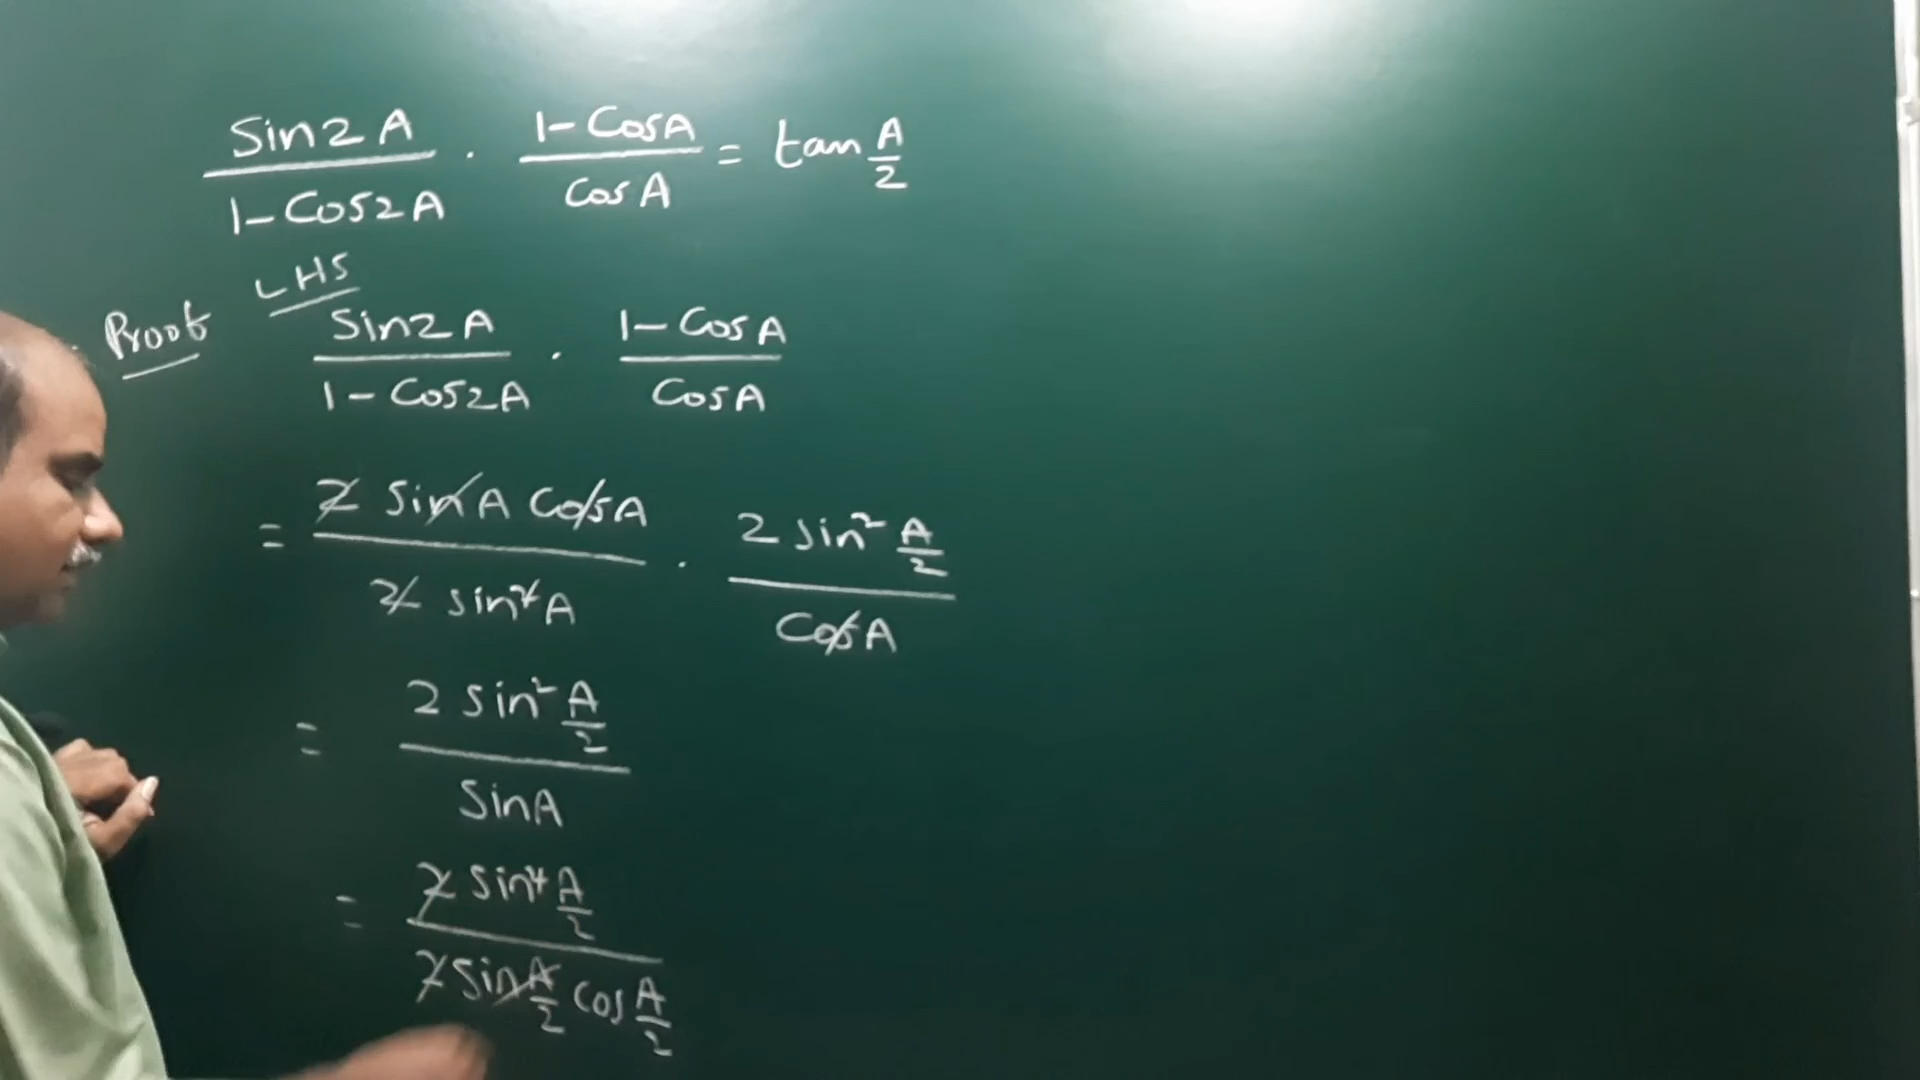 Sin2A / 1-Cos2A . 1-CosA / CosA = tan A/2
LHS
Proof
Sin2A / 1-Cos2A . 1-CosA / CosA
= 2 SinA CosA / 2 sin²A . 2 sin² A/2 / CosA
= 2 sin² A/2 / SinA
= 2 sin² A/2 / 2 sin A/2 cos A/2